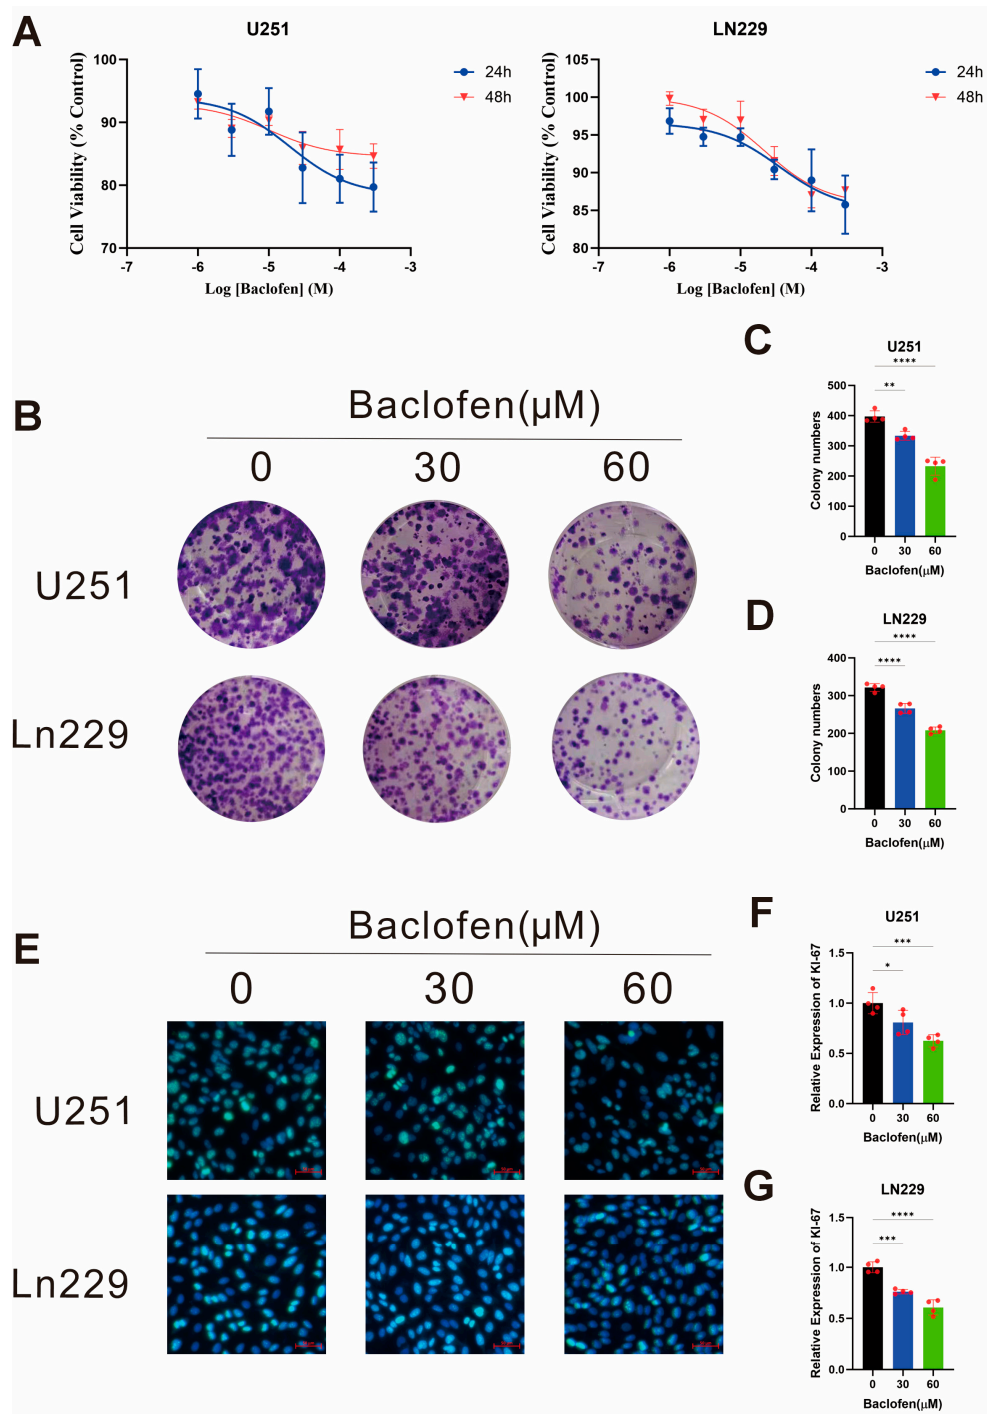 A
U251
Cell Viability (% Control)
100
90
80
70
-7
-6
-5
-4
-3
Log [Baclofen] (M)
24h
48h
LN229
Cell Viability (% Control)
105
100
95
90
85
80
-7
-6
-5
-4
-3
Log [Baclofen] (M)
24h
48h
B
Baclofen(μM)
0 30 60
U251
Ln229
C
U251
****
**
Colony numbers
500
400
300
200
100
0
0 30 60
Baclofen(μM)
D
LN229
****
****
Colony numbers
400
300
200
100
0
0 30 60
Baclofen(μM)
E
Baclofen(μM)
0 30 60
U251
Ln229
F
U251
***
*
Relative Expression of KI-67
1.5
1.0
0.5
0.0
0 30 60
Baclofen(μM)
G
LN229
****
***
Relative Expression of KI-67
1.5
1.0
0.5
0.0
0 30 60
Baclofen(μM)